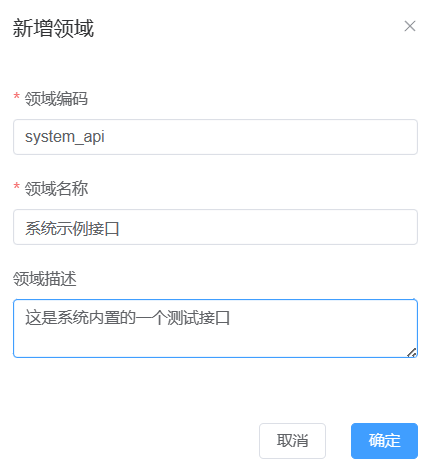 新增领域
* 领域编码
system_api
* 领域名称
系统示例接口
领域描述
这是系统内置的一个测试接口
取消 确定